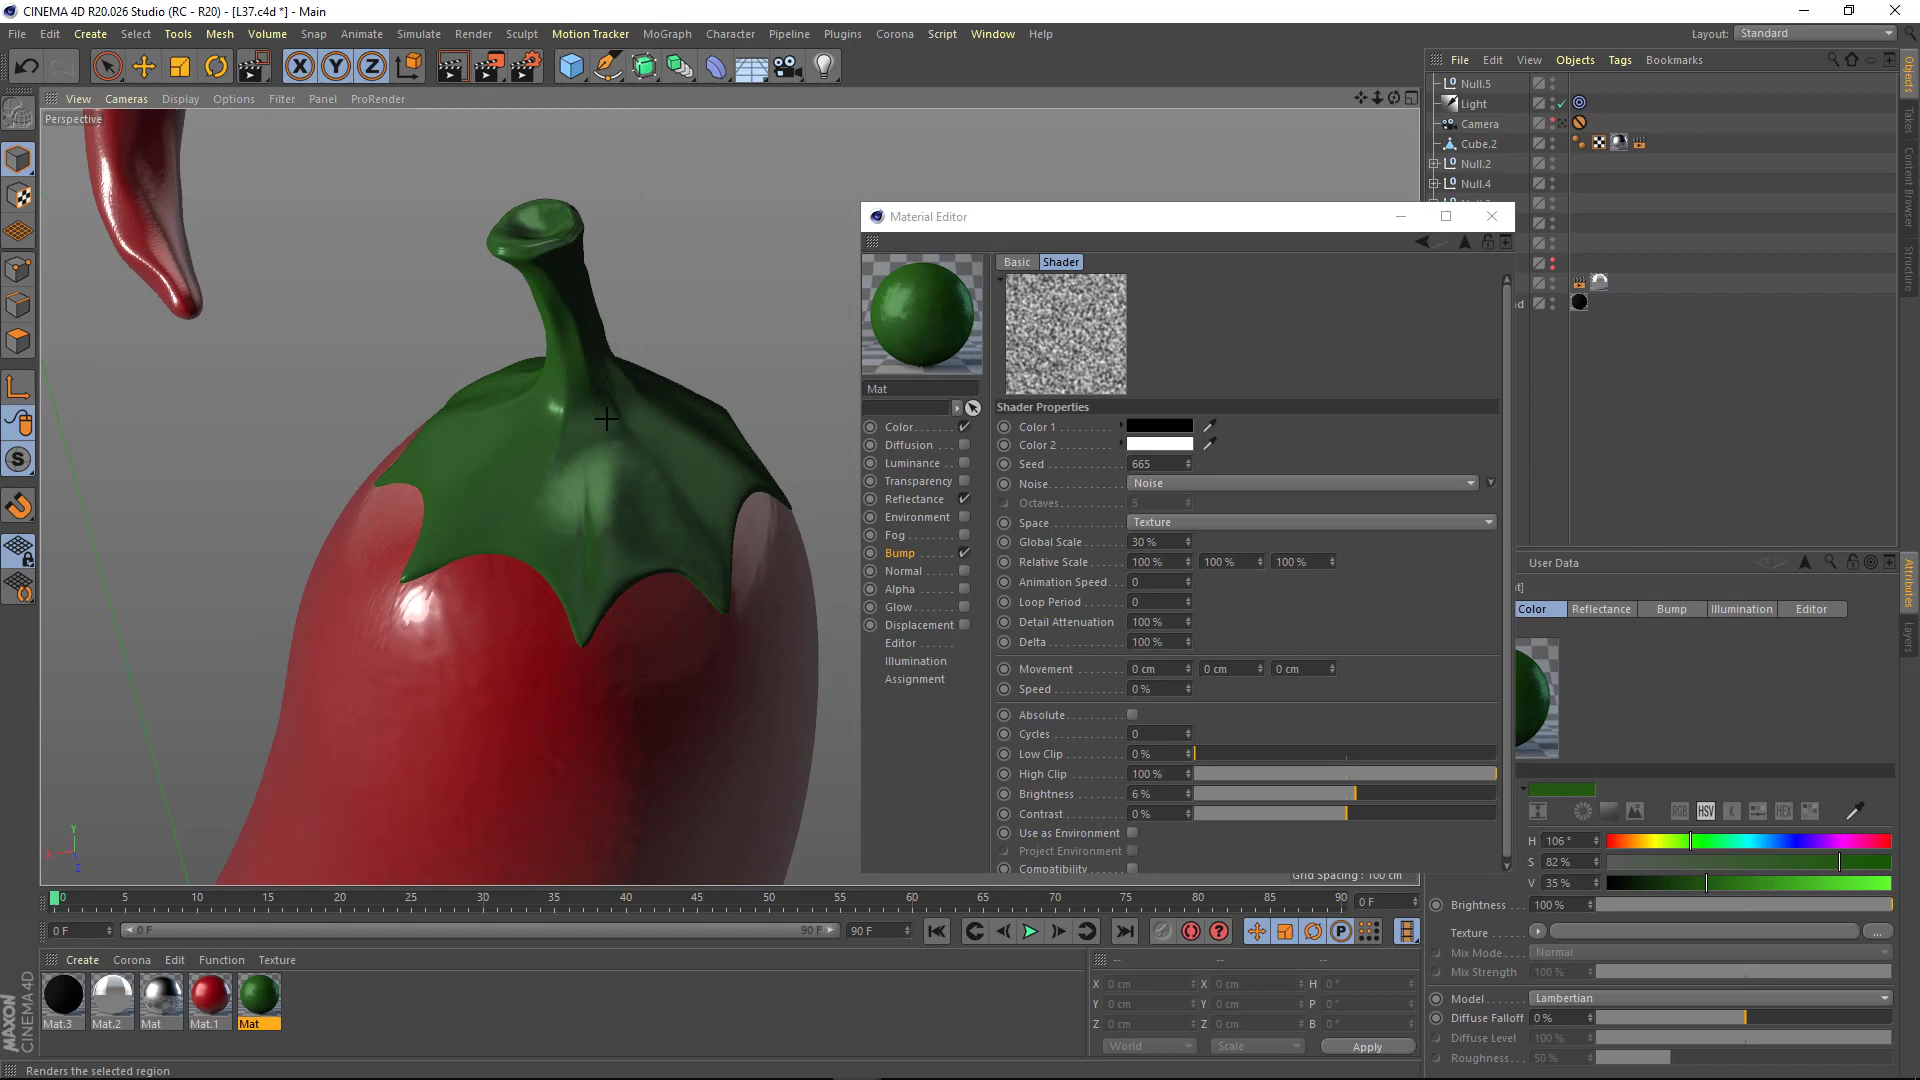 CINEMA 4D R20.026 Studio (RC - R20) - [L37.c4d *] - Main
File Edit Create Select Tools Mesh Volume Snap Animate Simulate Render Sculpt Motion Tracker MoGraph Character Pipeline Plugins Corona Script Window Help
Layout: Standard
File Edit View Objects Tags Bookmarks
View Cameras Display Options Filter Panel ProRender
Perspective
Null.5
Light
Camera
Cube.2
Null.2
Null.4
Objects
Takes
Content Browser
Structure
Material Editor
Basic Shader
Mat
Color
Diffusion
Luminance
Transparency
Reflectance
Environment
Fog
Bump
Normal
Alpha
Glow
Displacement
Editor
Illumination
Assignment
Shader Properties
Color 1
Color 2
Seed 665
Noise Noise
Octaves 5
Space Texture
Global Scale 30 %
Relative Scale 100 % 100 % 100 %
Animation Speed 0
Loop Period 0
Detail Attenuation 100 %
Delta 100 %
Movement 0 cm 0 cm 0 cm
Speed 0 %
Absolute
Cycles 0
Low Clip 0 %
High Clip 100 %
Brightness 6 %
Contrast 0 %
Use as Environment
Project Environment
Compatibility
User Data
Color Reflectance Bump Illumination Editor
Attributes
Layers
RGB HSV K HEX
H 106 °
S 82 %
V 35 %
Brightness 100 %
Texture
Mix Mode Normal
Mix Strength 100 %
Model Lambertian
Diffuse Falloff 0 %
Diffuse Level 100 %
Roughness 50 %
Grid Spacing : 100 cm
Y
X
Z
0 5 10 15 20 25 30 35 40 45 50 55 60 65 70 75 80 85 90 0 F
0 F 0 F 90 F 90 F
Create Corona Edit Function Texture
Mat.3 Mat.2 Mat Mat.1 Mat
-- -- --
X 0 cm X 0 cm H 0 °
Y 0 cm Y 0 cm P 0 °
Z 0 cm Z 0 cm B 0 °
World Scale Apply
MAXON CINEMA 4D
Renders the selected region